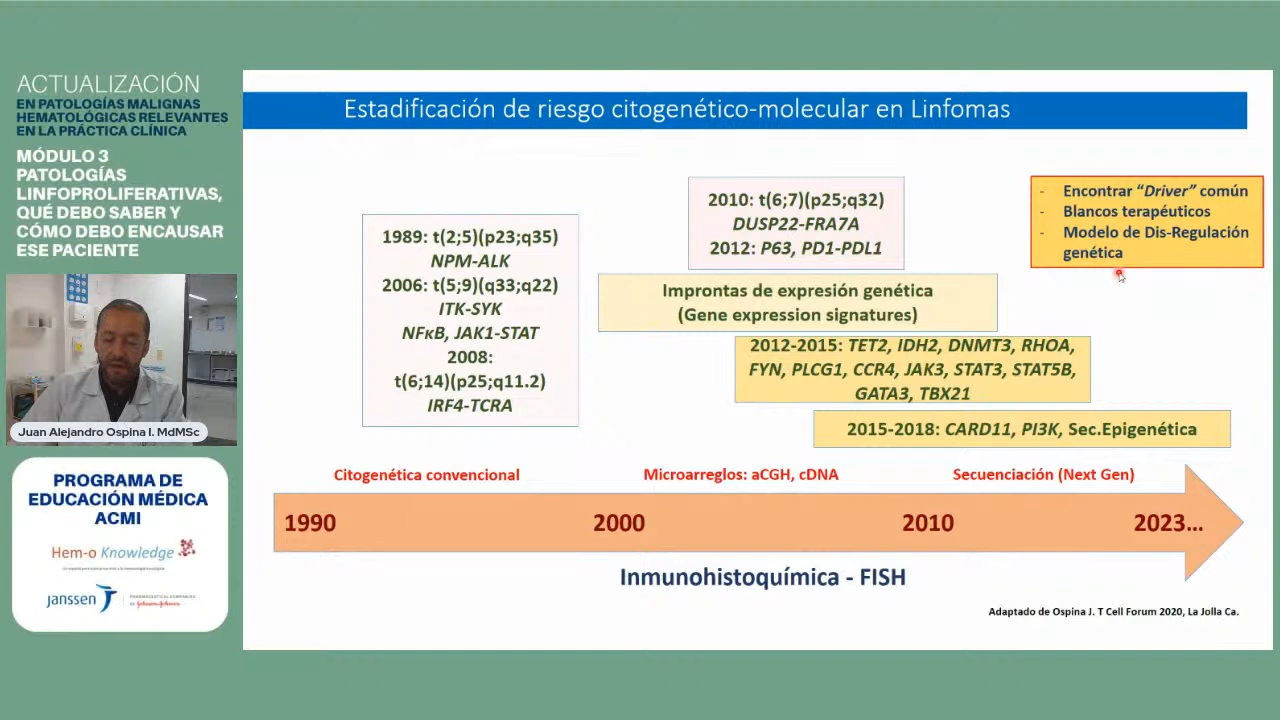 ACTUALIZACIÓN
EN PATOLOGÍAS MALIGNAS
HEMATOLÓGICAS RELEVANTES
EN LA PRÁCTICA CLÍNICA
MÓDULO 3
PATOLOGÍAS
LINFOPROLIFERATIVAS,
QUÉ DEBO SABER Y
CÓMO DEBO ENCAUSAR
ESE PACIENTE
Juan Alejandro Ospina I. MdMSc
PROGRAMA DE
EDUCACIÓN MÉDICA
ACMI
Hem-o Knowledge
janssen
PHARMACEUTICAL COMPANIES
OF Johnson & Johnson
Estadificación de riesgo citogenético-molecular en Linfomas
1989: t(2;5)(p23;q35)
NPM-ALK
2006: t(5;9)(q33;q22)
ITK-SYK
NFκB, JAK1-STAT
2008:
t(6;14)(p25;q11.2)
IRF4-TCRA
2010: t(6;7)(p25;q32)
DUSP22-FRA7A
2012: P63, PD1-PDL1
- Encontrar “Driver” común
- Blancos terapéuticos
- Modelo de Dis-Regulación
genética
Improntas de expresión genética
(Gene expression signatures)
2012-2015: TET2, IDH2, DNMT3, RHOA,
FYN, PLCG1, CCR4, JAK3, STAT3, STAT5B,
GATA3, TBX21
2015-2018: CARD11, PI3K, Sec.Epigenética
Citogenética convencional
Microarreglos: aCGH, cDNA
Secuenciación (Next Gen)
1990
2000
2010
2023...
Inmunohistoquímica - FISH
Adaptado de Ospina J. T Cell Forum 2020, La Jolla Ca.